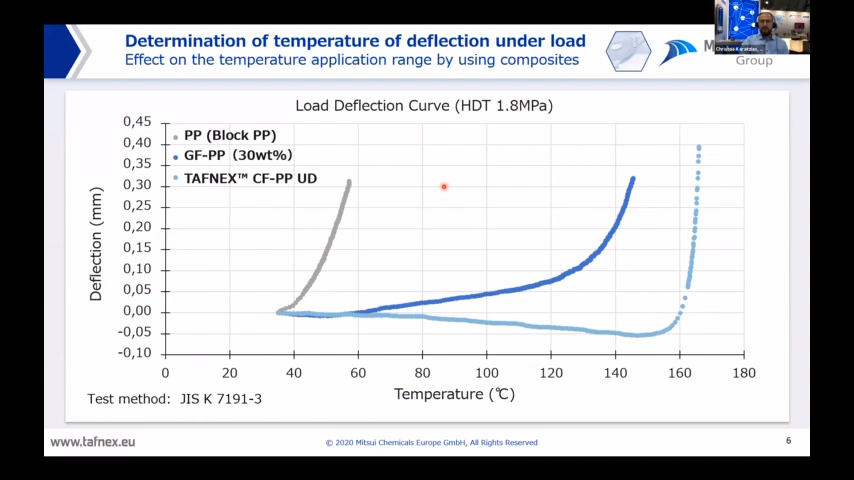 Determination of temperature of deflection under load
Effect on the temperature application range by using composites
Group
Load Deflection Curve (HDT 1.8MPa)
PP (Block PP)
GF-PP (30wt%)
TAFNEX™ CF-PP UD
Deflection (mm)
0,45
0,40
0,35
0,30
0,25
0,20
0,15
0,10
0,05
0,00
-0,05
-0,10
0 20 40 60 80 100 120 140 160 180
Temperature (℃)
Test method: JIS K 7191-3
www.tafnex.eu
© 2020 Mitsui Chemicals Europe GmbH, All Rights Reserved
6